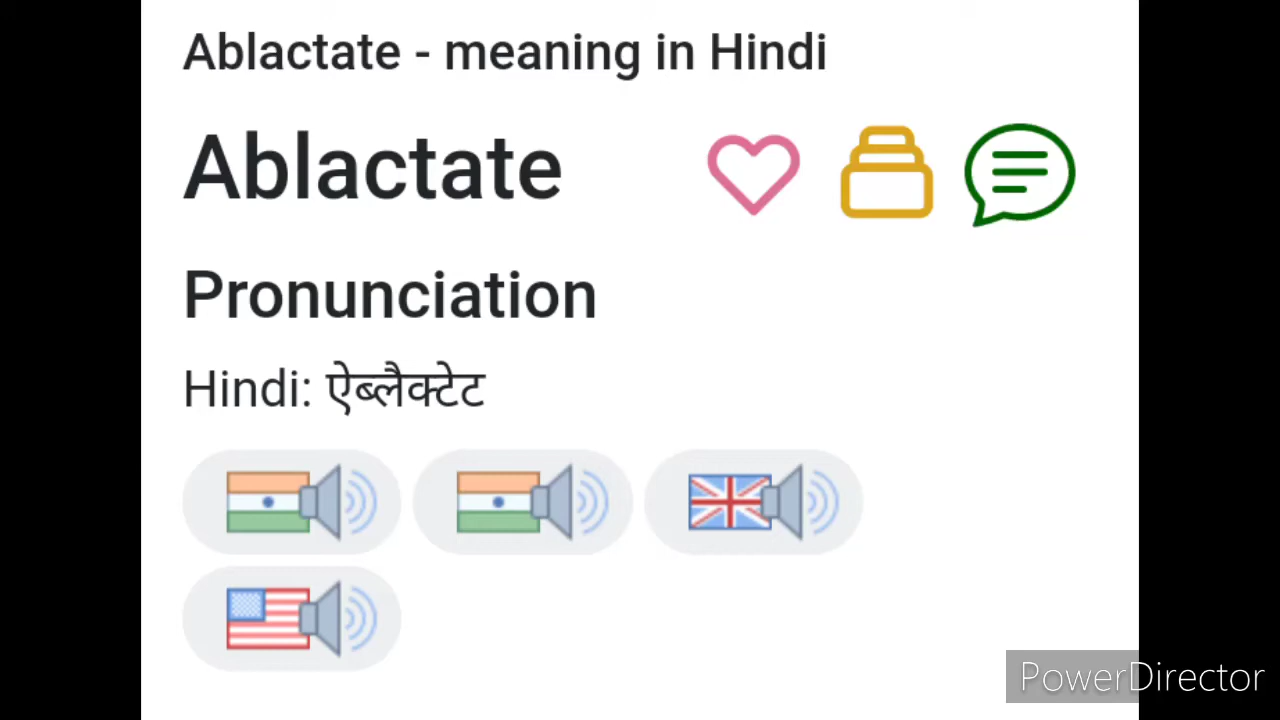 Ablactate - meaning in Hindi
Ablactate
Pronunciation
Hindi: ऐब्लैक्टेट
PowerDirector